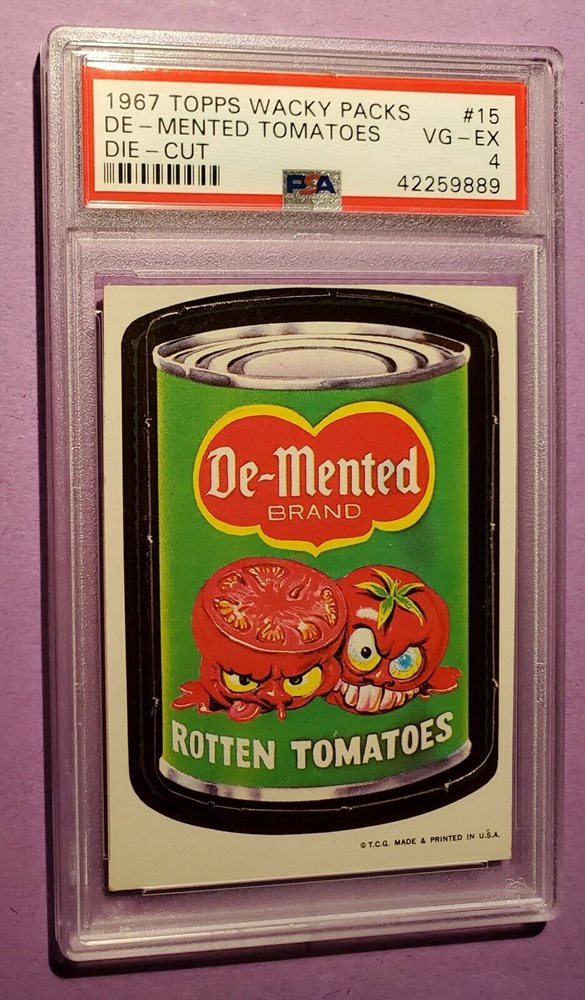 1967 TOPPS WACKY PACKS #15
DE-MENTED TOMATOES VG-EX
DIE-CUT 4
PSA 42259889
De-Mented
BRAND
ROTTEN TOMATOES
© T.C.G. MADE & PRINTED IN U.S.A.